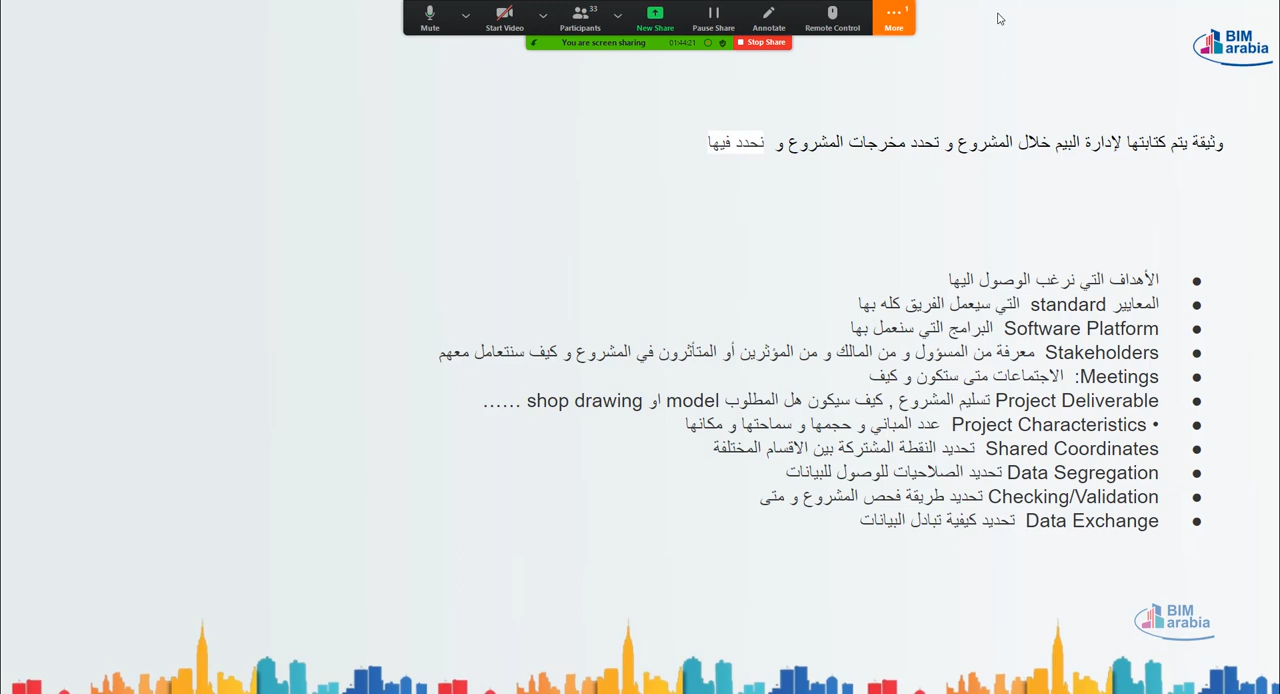 33
1
Mute
Start Video
Participants
New Share
Pause Share
Annotate
Remote Control
More
You are screen sharing
01:44:21
Stop Share
BIM
arabia
وثيقة يتم كتابتها لإدارة البيم خلال المشروع و تحدد مخرجات المشروع و نحدد فيها
● الأهداف التي نرغب الوصول اليها
● المعايير standard التي سيعمل الفريق كله بها
● Software Platform البرامج التي سنعمل بها
● Stakeholders معرفة من المسؤول و من المالك و من المؤثرين أو المتأثرون في المشروع و كيف سنتعامل معهم
● Meetings: الاجتماعات متى ستكون و كيف
● Project Deliverable تسليم المشروع , كيف سيكون هل المطلوب model او shop drawing ……
● • Project Characteristics عدد المباني و حجمها و سماحتها و مكانها
● Shared Coordinates تحديد النقطة المشتركة بين الاقسام المختلفة
● Data Segregation تحديد الصلاحيات للوصول للبيانات
● Checking/Validation تحديد طريقة فحص المشروع و متى
● Data Exchange تحديد كيفية تبادل البيانات
BIM
arabia